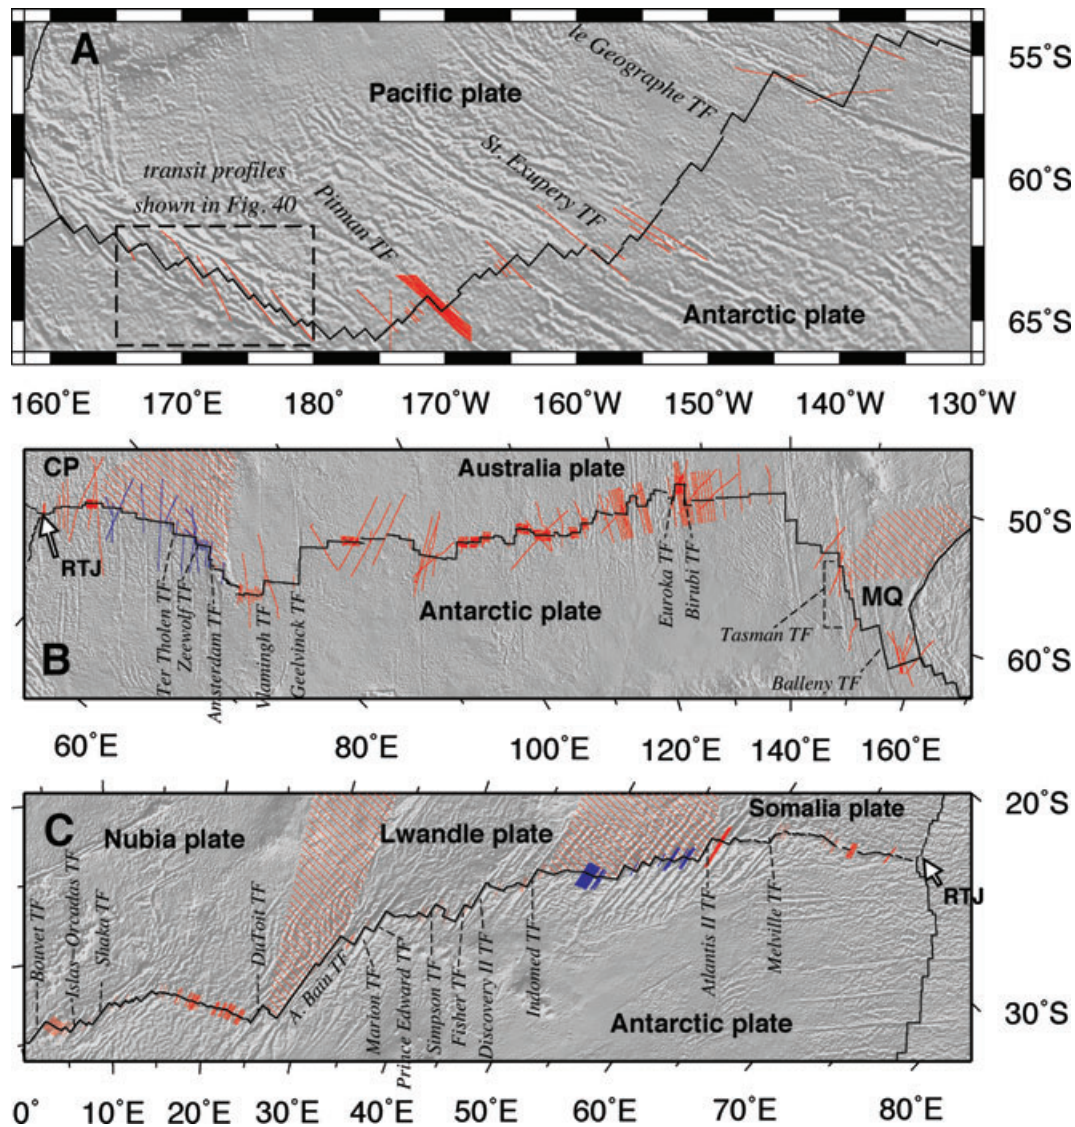 A
le Geographe TF
55°S
Pacific plate
St. Exupery TF
transit profiles
shown in Fig. 40
60°S
Pitman TF
Antarctic plate
65°S
160°E 170°E 180° 170°W 160°W 150°W 140°W 130°W
CP
Australia plate
50°S
RTJ
Antarctic plate
MQ
Ter Tholen TF
Zeewolf TF
Amsterdam TF
Vlamingh TF
Geelvinck TF
Euroka TF
Birubi TF
Tasman TF
Balleny TF
B
60°S
60°E 80°E 100°E 120°E 140°E 160°E
C
Nubia plate
Lwandle plate
Somalia plate
20°S
RTJ
Bouvet TF
Islas-Orcadas TF
Shaka TF
DuToit TF
A. Bain TF
Marion TF
Prince Edward TF
Simpson TF
Fisher TF
Discovery II TF
Indomed TF
Atlantis II TF
Melville TF
Antarctic plate
30°S
0° 10°E 20°E 30°E 40°E 50°E 60°E 70°E 80°E